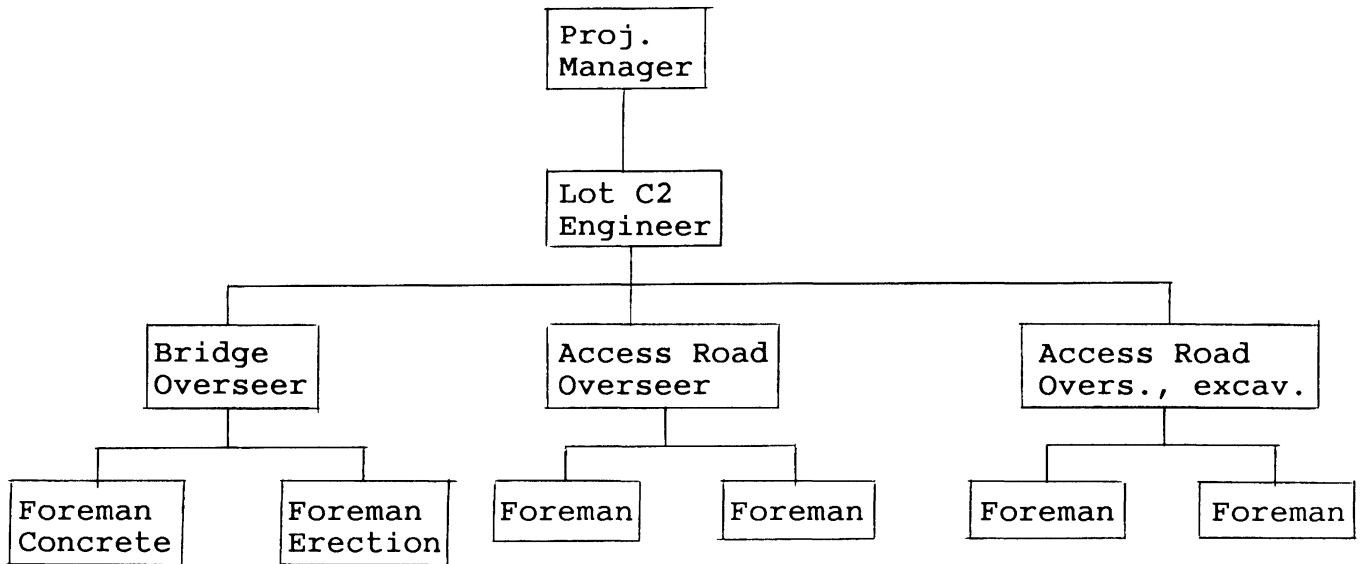 Proj.
Manager
Lot C2
Engineer
Bridge
Overseer
Access Road
Overseer
Access Road
Overs., excav.
Foreman
Concrete
Foreman
Erection
Foreman
Foreman
Foreman
Foreman